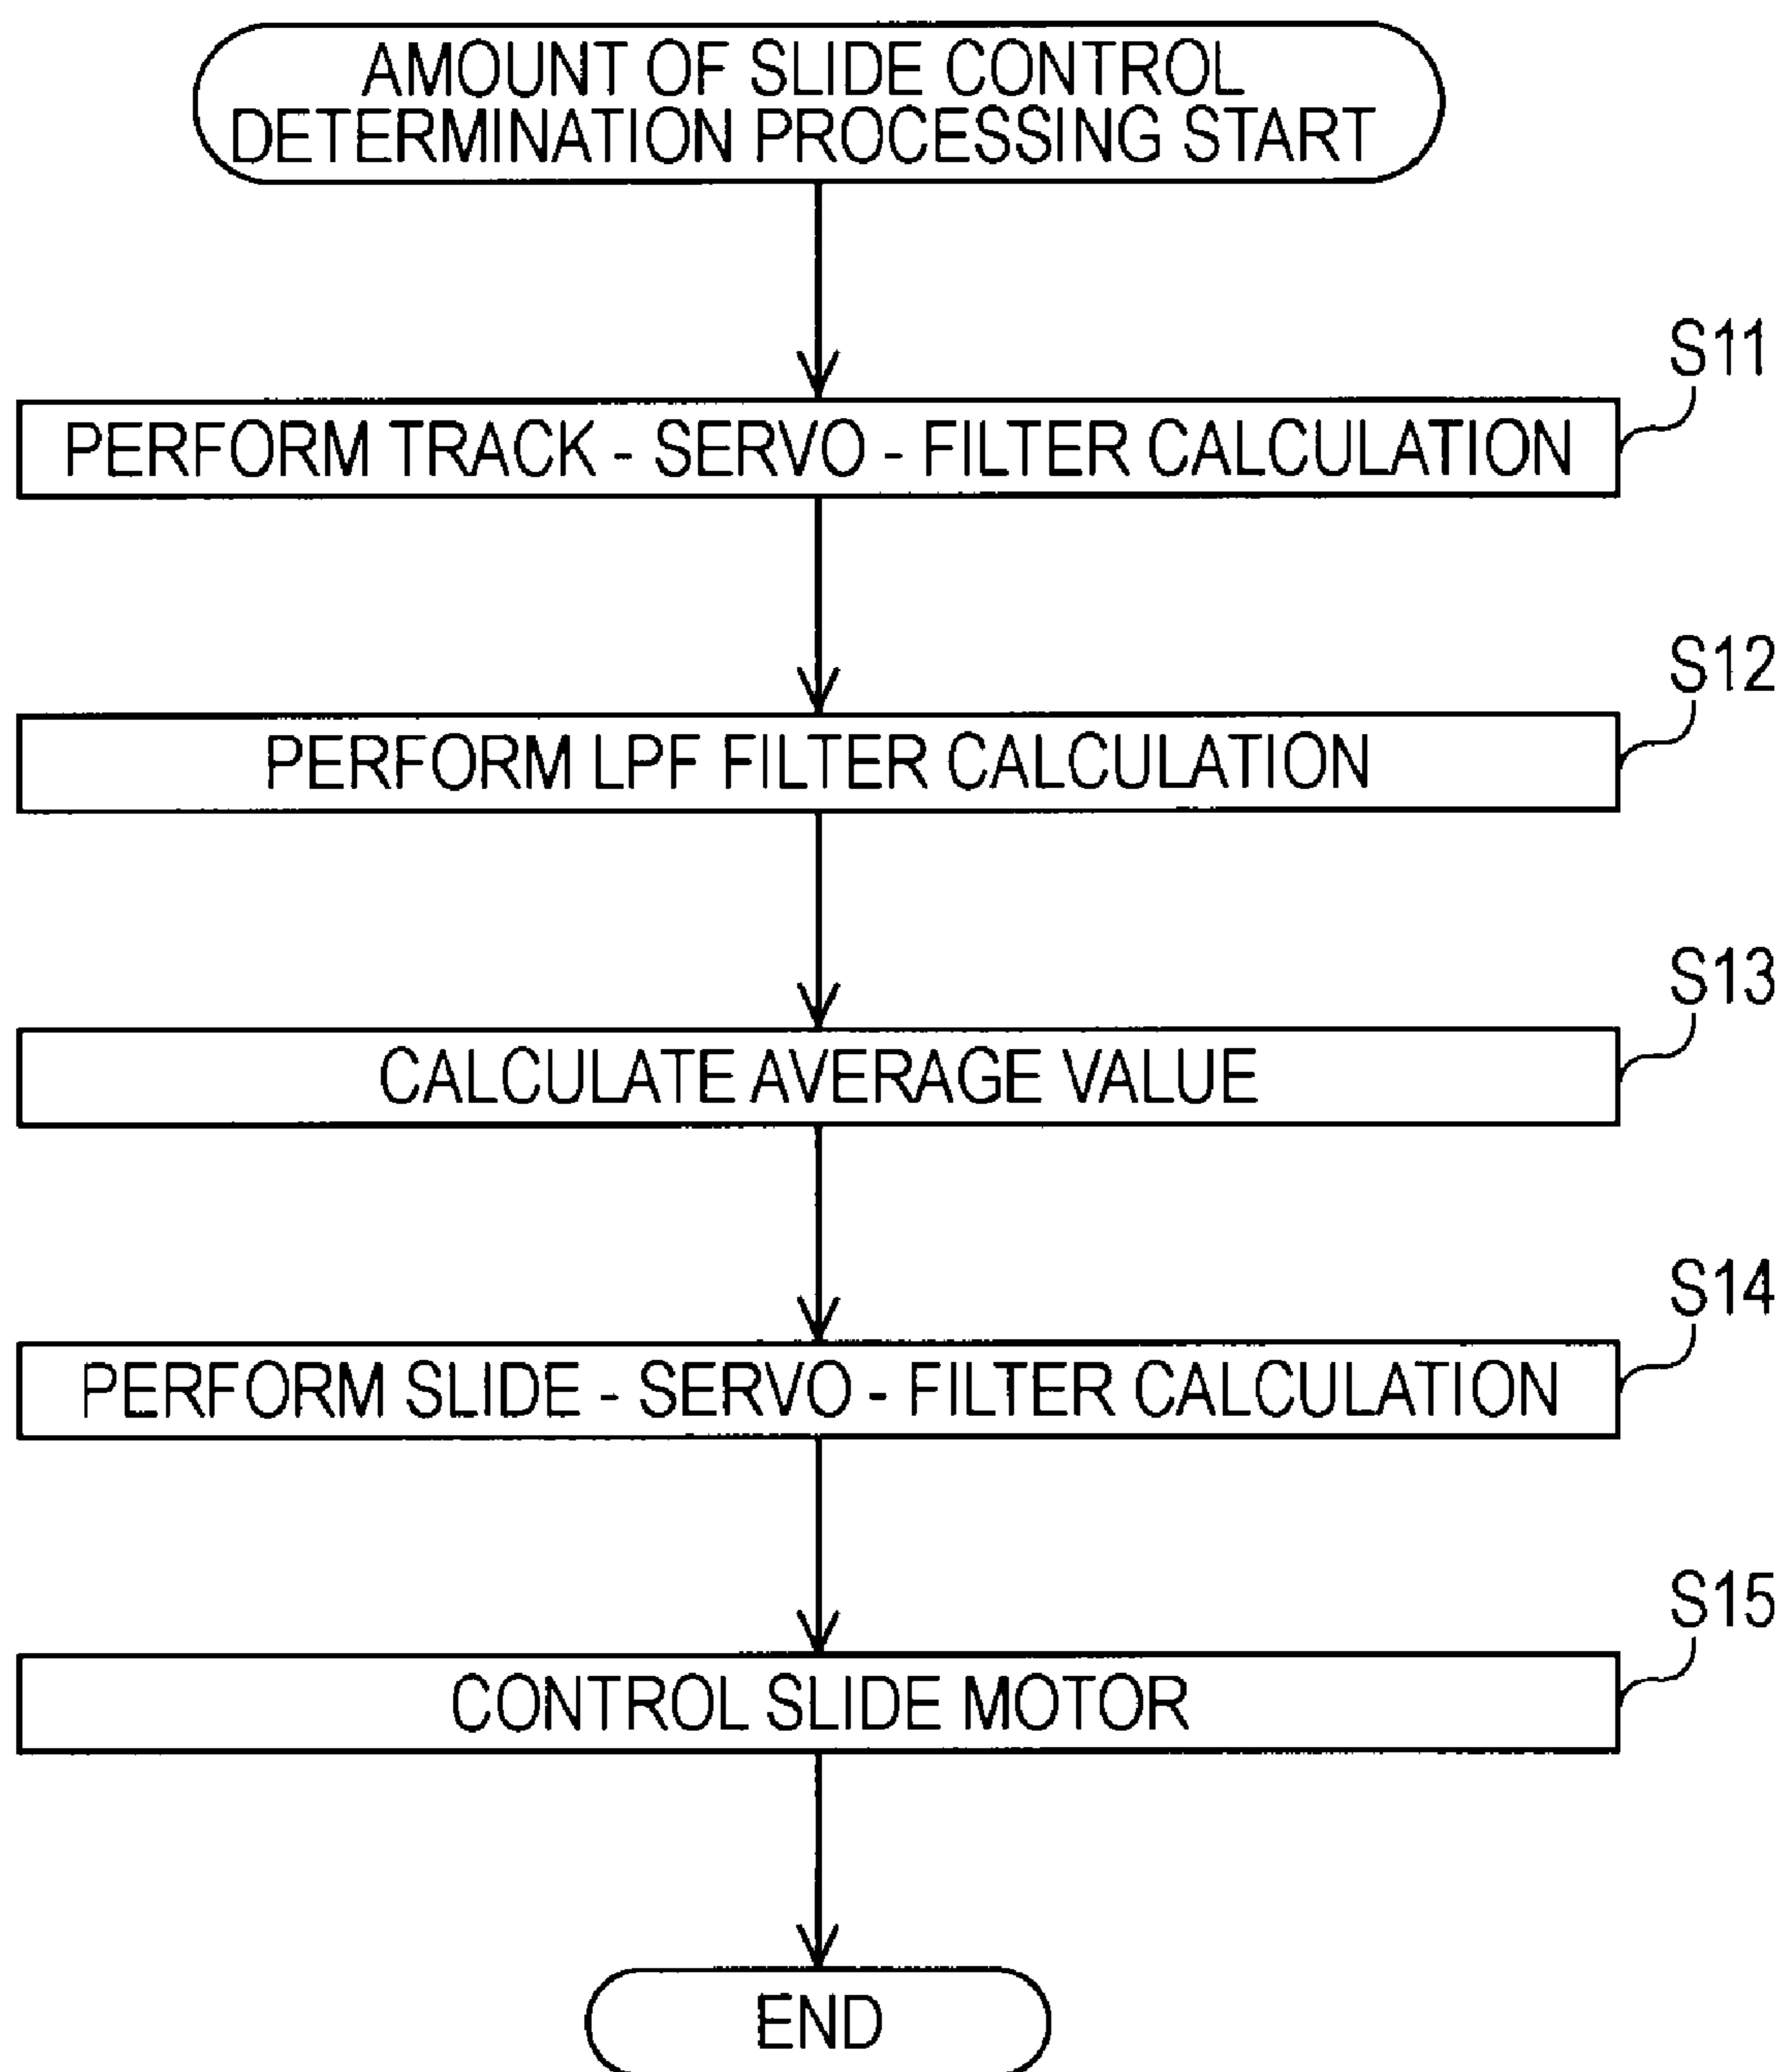 AMOUNT OF SLIDE CONTROL
DETERMINATION PROCESSING START
S11
PERFORM TRACK - SERVO - FILTER CALCULATION
S12
PERFORM LPF FILTER CALCULATION
S13
CALCULATE AVERAGE VALUE
S14
PERFORM SLIDE - SERVO - FILTER CALCULATION
S15
CONTROL SLIDE MOTOR
END